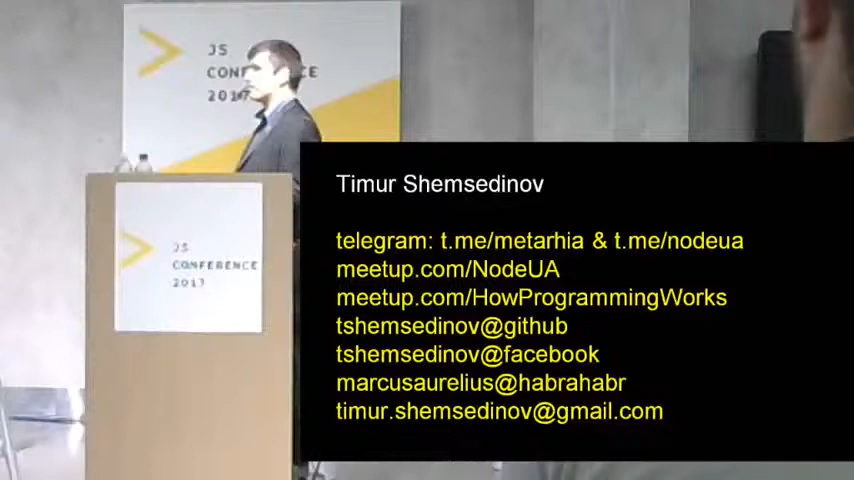 JS
CONFERENCE
2017
JS
CONFERENCE
2017
Timur Shemsedinov
telegram: t.me/metarhia & t.me/nodeua
meetup.com/NodeUA
meetup.com/HowProgrammingWorks
tshemsedinov@github
tshemsedinov@facebook
marcusaurelius@habrahabr
timur.shemsedinov@gmail.com